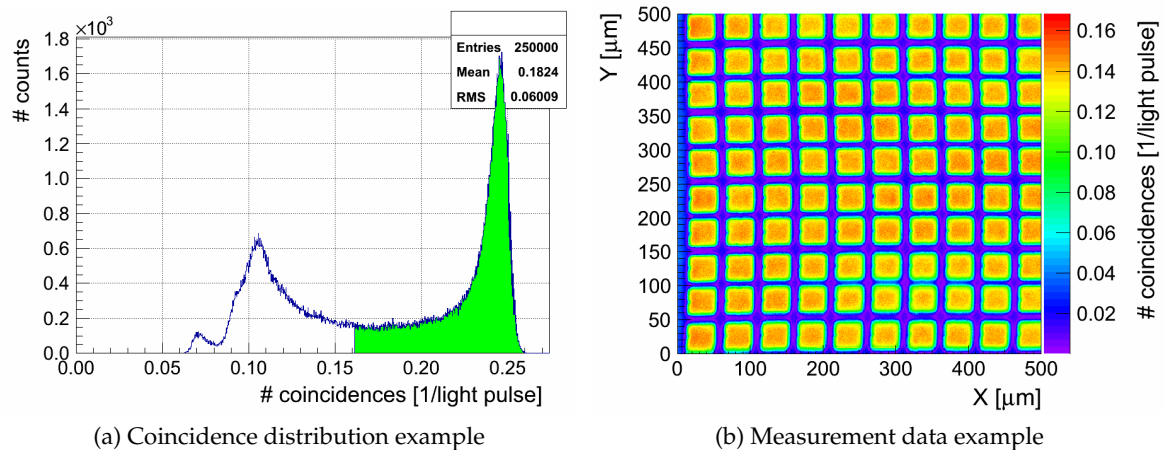 ×10³
# counts
1.8
1.6
1.4
1.2
1.0
0.8
0.6
0.4
0.2
0.0
Entries 250000
Mean 0.1824
RMS 0.06009
0.00 0.05 0.10 0.15 0.20 0.25
# coincidences [1/light pulse]
(a) Coincidence distribution example
Y [µm]
500
450
400
350
300
250
200
150
100
50
0
0 100 200 300 400 500
X [µm]
0.16
0.14
0.12
0.10
0.08
0.06
0.04
0.02
# coincidences [1/light pulse]
(b) Measurement data example